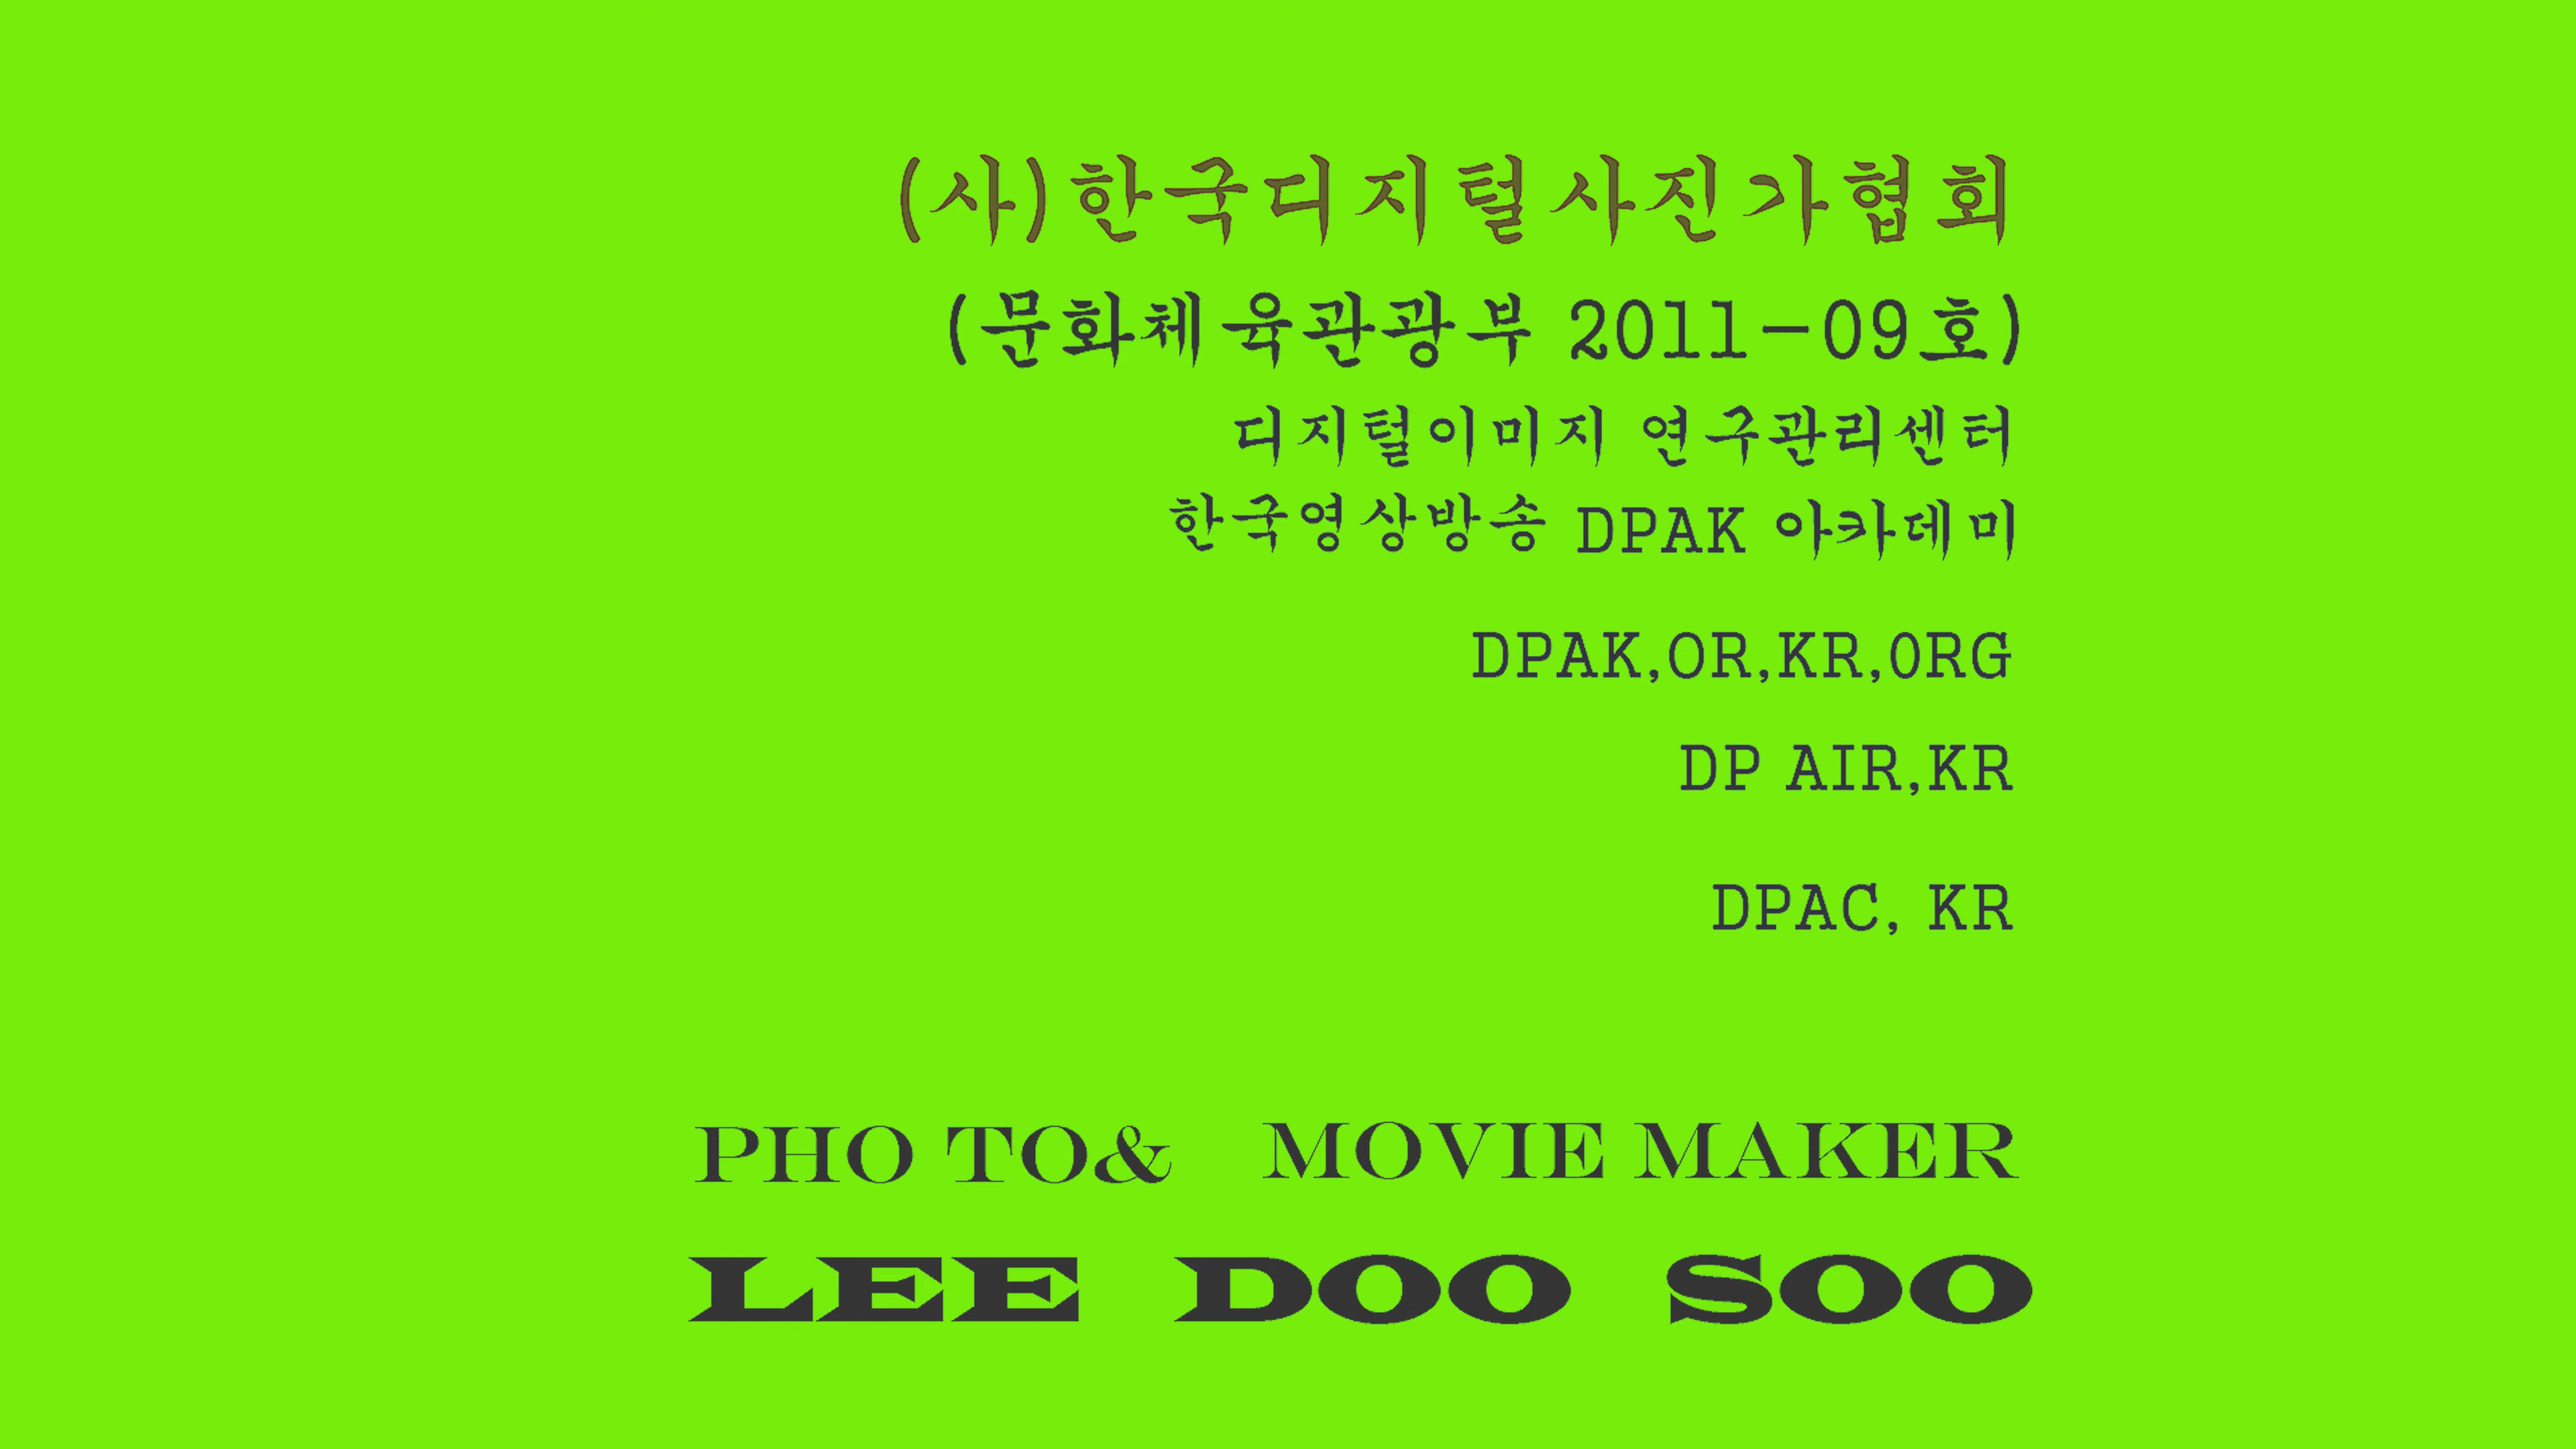 (사)한국디지털사진가협회
(문화체육관광부 2011-09호)
디지털이미지 연구관리센터
한국영상방송 DPAK 아카데미
DPAK,OR,KR,0RG
DP AIR,KR
DPAC, KR
PHO TO& MOVIE MAKER
LEE DOO SOO